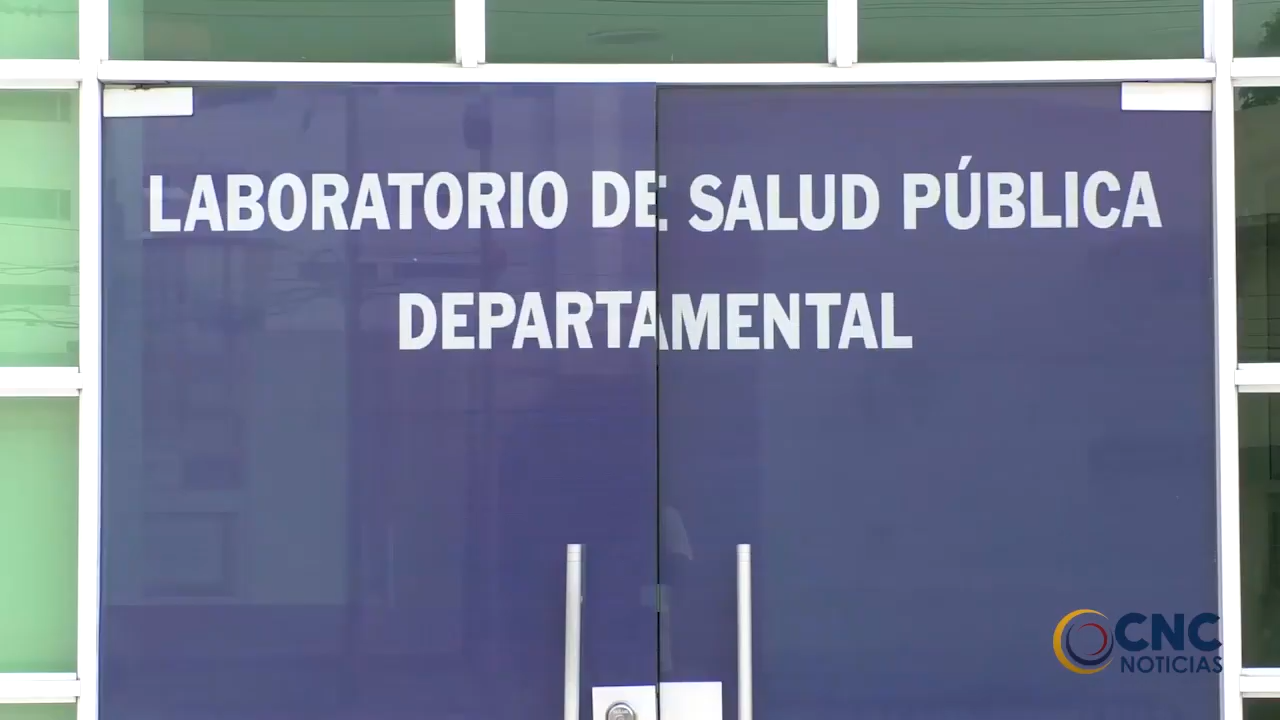 LABORATORIO DE SALUD PÚBLICA
DEPARTAMENTAL
CNC
NOTICIAS